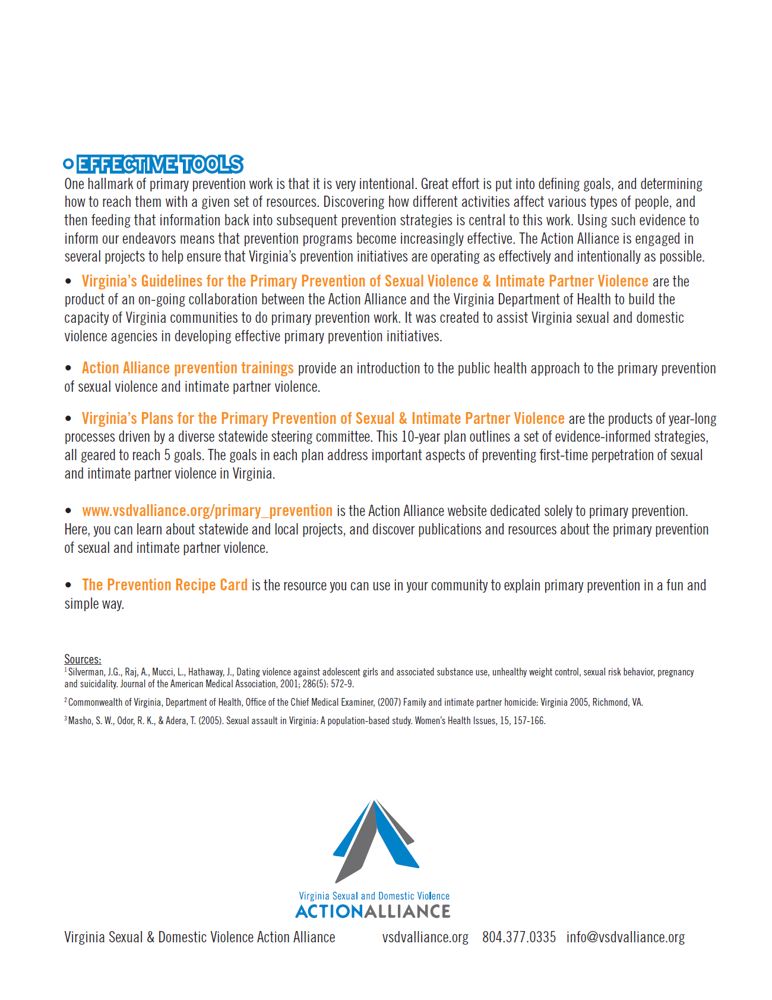 EFFECTIVE TOOLS
One hallmark of primary prevention work is that it is very intentional. Great effort is put into defining goals, and determining
how to reach them with a given set of resources. Discovering how different activities affect various types of people, and
then feeding that information back into subsequent prevention strategies is central to this work. Using such evidence to
inform our endeavors means that prevention programs become increasingly effective. The Action Alliance is engaged in
several projects to help ensure that Virginia’s prevention initiatives are operating as effectively and intentionally as possible.
• Virginia’s Guidelines for the Primary Prevention of Sexual Violence & Intimate Partner Violence are the
product of an on-going collaboration between the Action Alliance and the Virginia Department of Health to build the
capacity of Virginia communities to do primary prevention work. It was created to assist Virginia sexual and domestic
violence agencies in developing effective primary prevention initiatives.
• Action Alliance prevention trainings provide an introduction to the public health approach to the primary prevention
of sexual violence and intimate partner violence.
• Virginia’s Plans for the Primary Prevention of Sexual & Intimate Partner Violence are the products of year-long
processes driven by a diverse statewide steering committee. This 10-year plan outlines a set of evidence-informed strategies,
all geared to reach 5 goals. The goals in each plan address important aspects of preventing first-time perpetration of sexual
and intimate partner violence in Virginia.
• www.vsdvalliance.org/primary_prevention is the Action Alliance website dedicated solely to primary prevention.
Here, you can learn about statewide and local projects, and discover publications and resources about the primary prevention
of sexual and intimate partner violence.
• The Prevention Recipe Card is the resource you can use in your community to explain primary prevention in a fun and
simple way.
Sources:
1 Silverman, J.G., Raj, A., Mucci, L., Hathaway, J., Dating violence against adolescent girls and associated substance use, unhealthy weight control, sexual risk behavior, pregnancy
and suicidality. Journal of the American Medical Association, 2001; 286(5): 572-9.
2 Commonwealth of Virginia, Department of Health, Office of the Chief Medical Examiner, (2007) Family and intimate partner homicide: Virginia 2005, Richmond, VA.
3 Masho, S. W., Odor, R. K., & Adera, T. (2005). Sexual assault in Virginia: A population-based study. Women’s Health Issues, 15, 157-166.
Virginia Sexual and Domestic Violence
ACTIONALLIANCE
Virginia Sexual & Domestic Violence Action Alliance vsdvalliance.org 804.377.0335 info@vsdvalliance.org